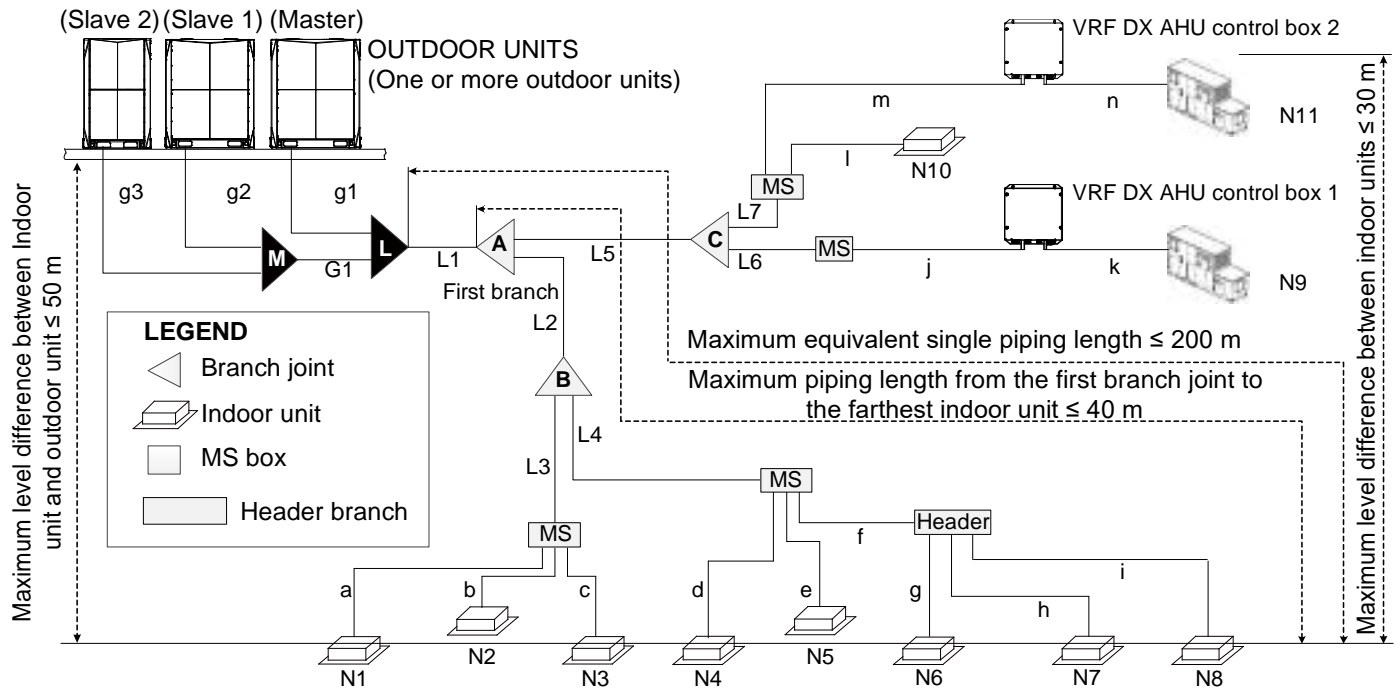 (Slave 2) (Slave 1) (Master)
OUTDOOR UNITS
(One or more outdoor units)
VRF DX AHU control box 2
m
n
N11
l
N10
MS
g3
g2
g1
VRF DX AHU control box 1
L7
C
MS
L6
j
k
N9
M
G1
L
L1
A
L5
First branch
L2
B
L3
L4
LEGEND
Branch joint
Indoor unit
MS box
Header branch
Maximum equivalent single piping length ≤ 200 m
Maximum piping length from the first branch joint to
the farthest indoor unit ≤ 40 m
MS
MS
Header
f
a
b
c
d
e
g
h
i
N1
N2
N3
N4
N5
N6
N7
N8
Maximum level difference between Indoor
unit and outdoor unit ≤ 50 m
Maximum level difference between indoor units ≤ 30 m